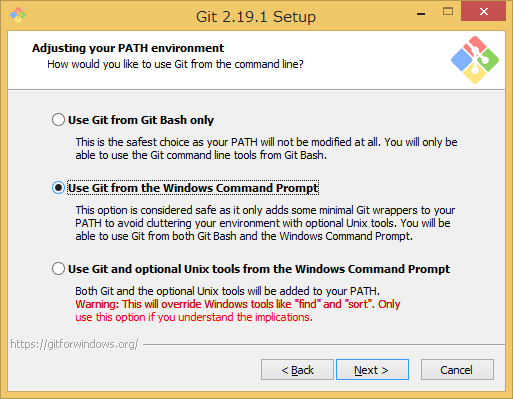 Git 2.19.1 Setup
Adjusting your PATH environment
How would you like to use Git from the command line?
Use Git from Git Bash only
This is the safest choice as your PATH will not be modified at all. You will only be
able to use the Git command line tools from Git Bash.
Use Git from the Windows Command Prompt
This option is considered safe as it only adds some minimal Git wrappers to your
PATH to avoid cluttering your environment with optional Unix tools. You will be
able to use Git from both Git Bash and the Windows Command Prompt.
Use Git and optional Unix tools from the Windows Command Prompt
Both Git and the optional Unix tools will be added to your PATH.
Warning: This will override Windows tools like "find" and "sort". Only
use this option if you understand the implications.
https://gitforwindows.org/
< Back
Next >
Cancel